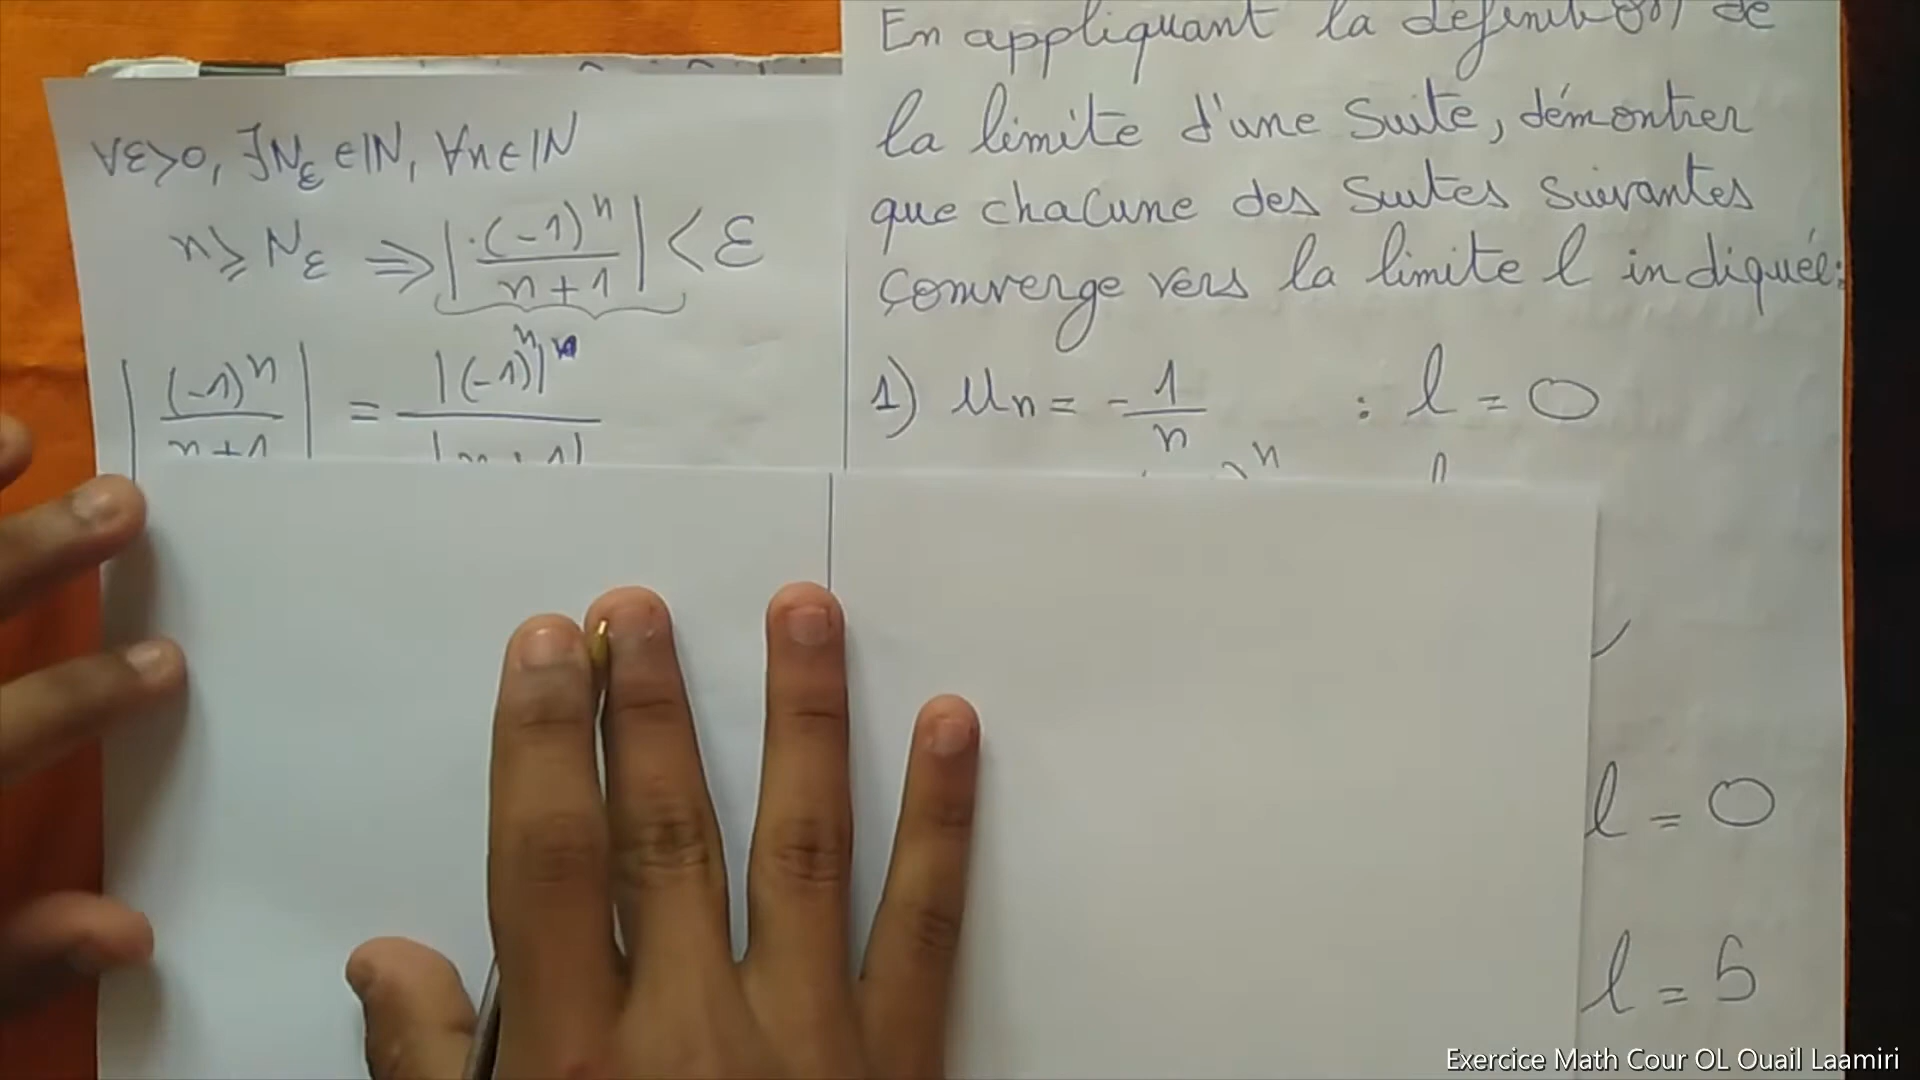 ∀ε>0, ∃Nε ∈ IN, ∀n∈IN
n ≥ Nε ⇒ |(-1)^n / n+1| < ε
|(-1)^n / n+1| = |(-1)^n| / |n+1|
En appliquant la définition de
la limite d'une Suite, démontrer
que chacune des Suites suivantes
converge vers la limite l indiquée:
1) Un = -1/n : l = 0
l = 0
l = 5
Exercice Math Cour OL Ouail Laamiri